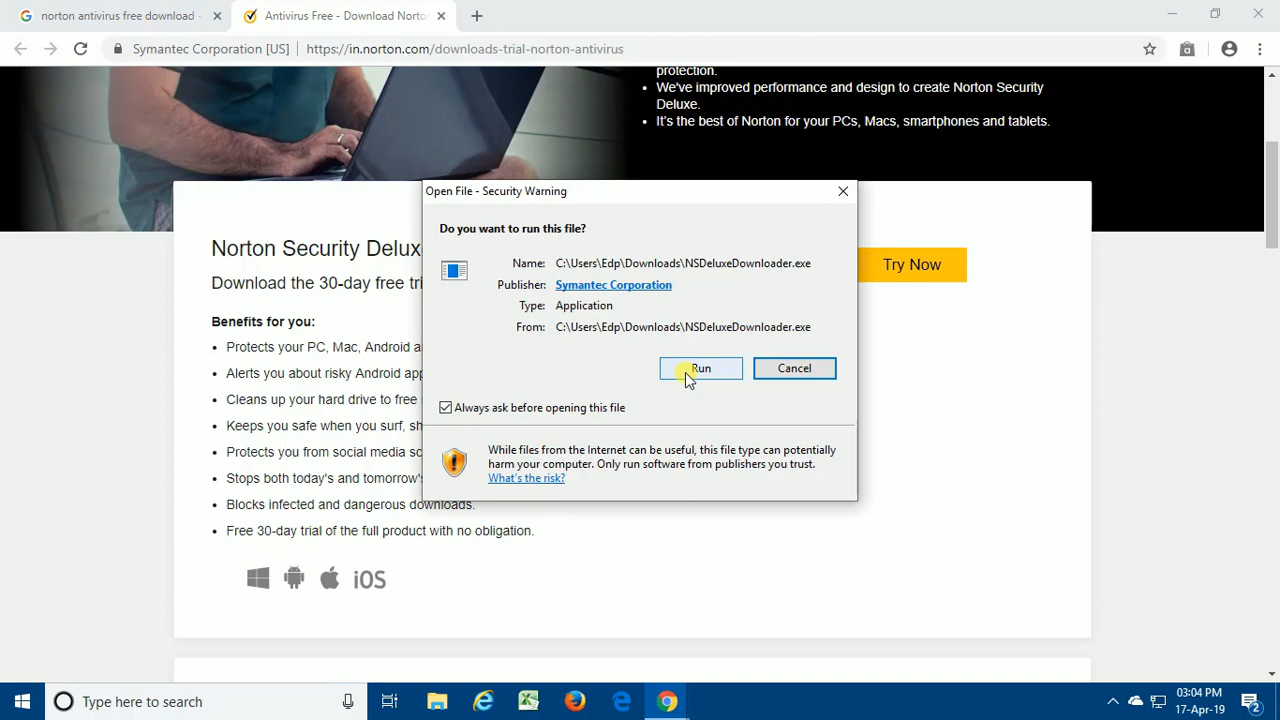 norton antivirus free download -
Antivirus Free - Download Norto
Symantec Corporation [US]
https://in.norton.com/downloads-trial-norton-antivirus
protection.
We've improved performance and design to create Norton Security
Deluxe.
It's the best of Norton for your PCs, Macs, smartphones and tablets.
Norton Security Delux
Download the 30-day free tri
Try Now
Benefits for you:
Protects your PC, Mac, Android a
Alerts you about risky Android app
Cleans up your hard drive to free
Keeps you safe when you surf, sh
Protects you from social media sc
Stops both today's and tomorrow's
Blocks infected and dangerous downloads.
Free 30-day trial of the full product with no obligation.
iOS
Open File - Security Warning
Do you want to run this file?
Name: C:\Users\Edp\Downloads\NSDeluxeDownloader.exe
Publisher: Symantec Corporation
Type: Application
From: C:\Users\Edp\Downloads\NSDeluxeDownloader.exe
Run
Cancel
Always ask before opening this file
While files from the Internet can be useful, this file type can potentially
harm your computer. Only run software from publishers you trust.
What's the risk?
Type here to search
03:04 PM
17-Apr-19
2